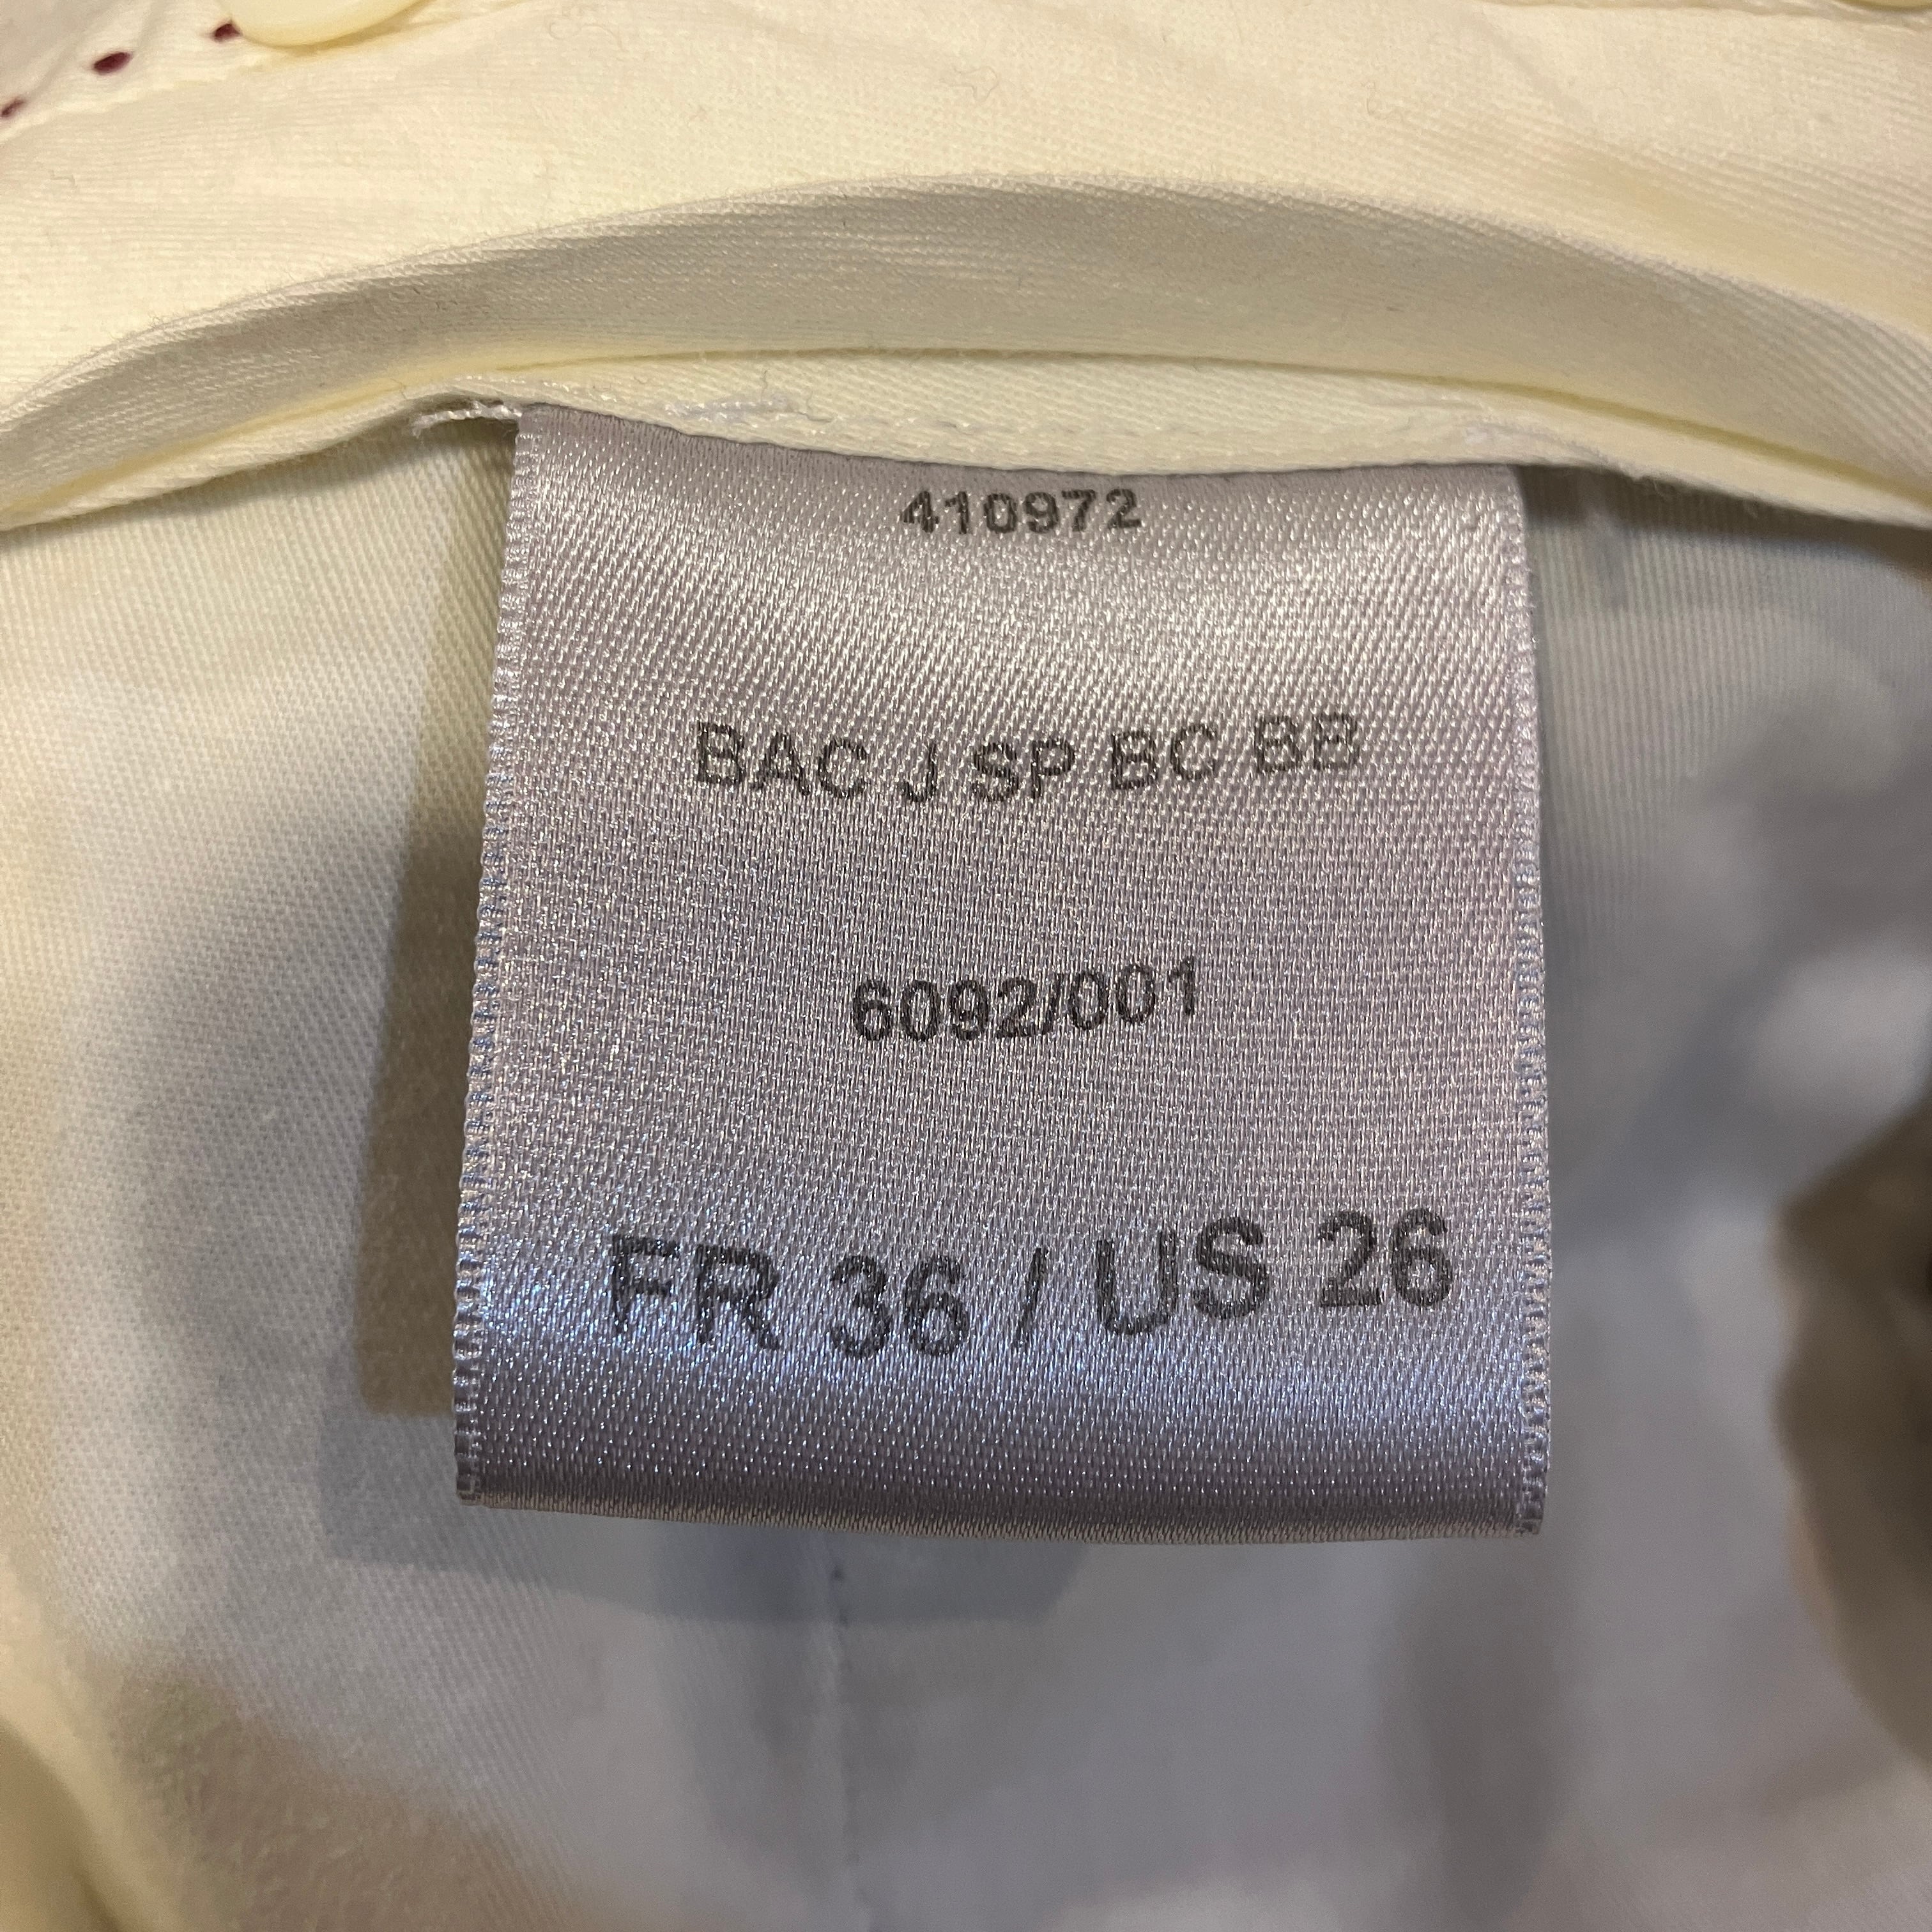 410972
BAC J SP BC BB
6092/001
FR 36 / US 26